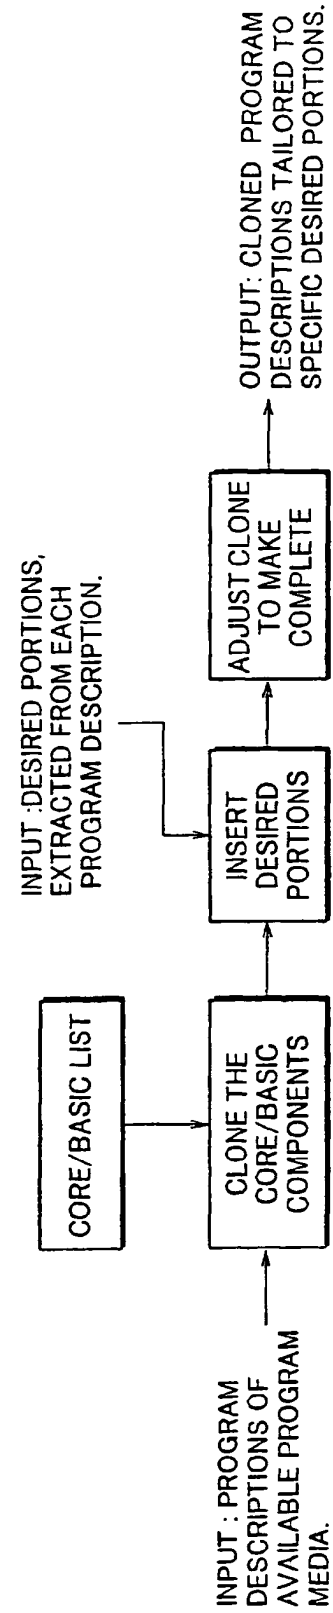 INPUT : PROGRAM
DESCRIPTIONS OF
AVAILABLE PROGRAM
MEDIA.
CORE/BASIC LIST
CLONE THE
CORE/BASIC
COMPONENTS
INPUT :DESIRED PORTIONS,
EXTRACTED FROM EACH
PROGRAM DESCRIPTION.
INSERT
DESIRED
PORTIONS
ADJUST CLONE
TO MAKE
COMPLETE
OUTPUT: CLONED PROGRAM
DESCRIPTIONS TAILORED TO
SPECIFIC DESIRED PORTIONS.